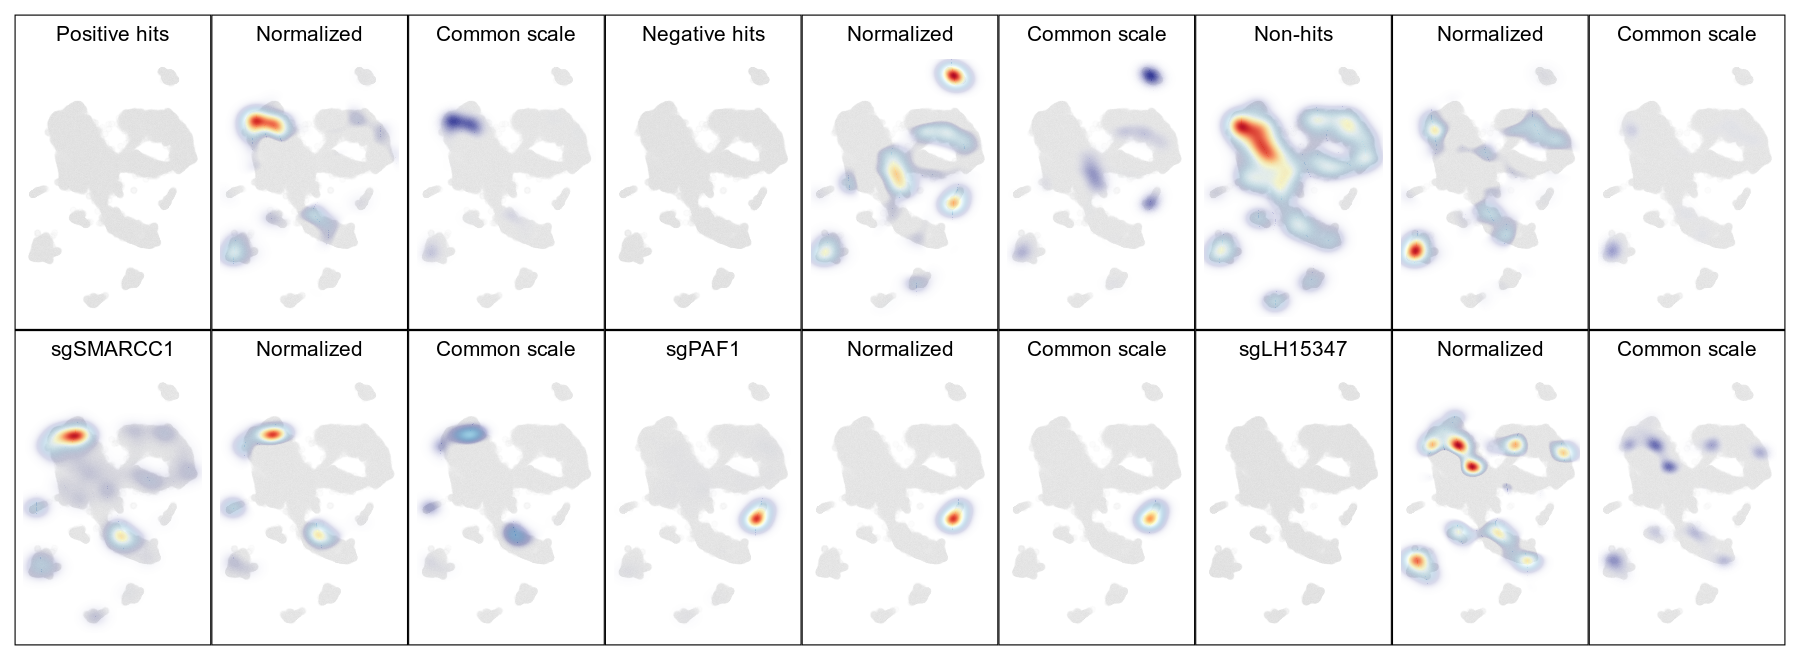 Positive hits
Normalized
Common scale
Negative hits
Normalized
Common scale
Non-hits
Normalized
Common scale
sgSMARCC1
Normalized
Common scale
sgPAF1
Normalized
Common scale
sgLH15347
Normalized
Common scale